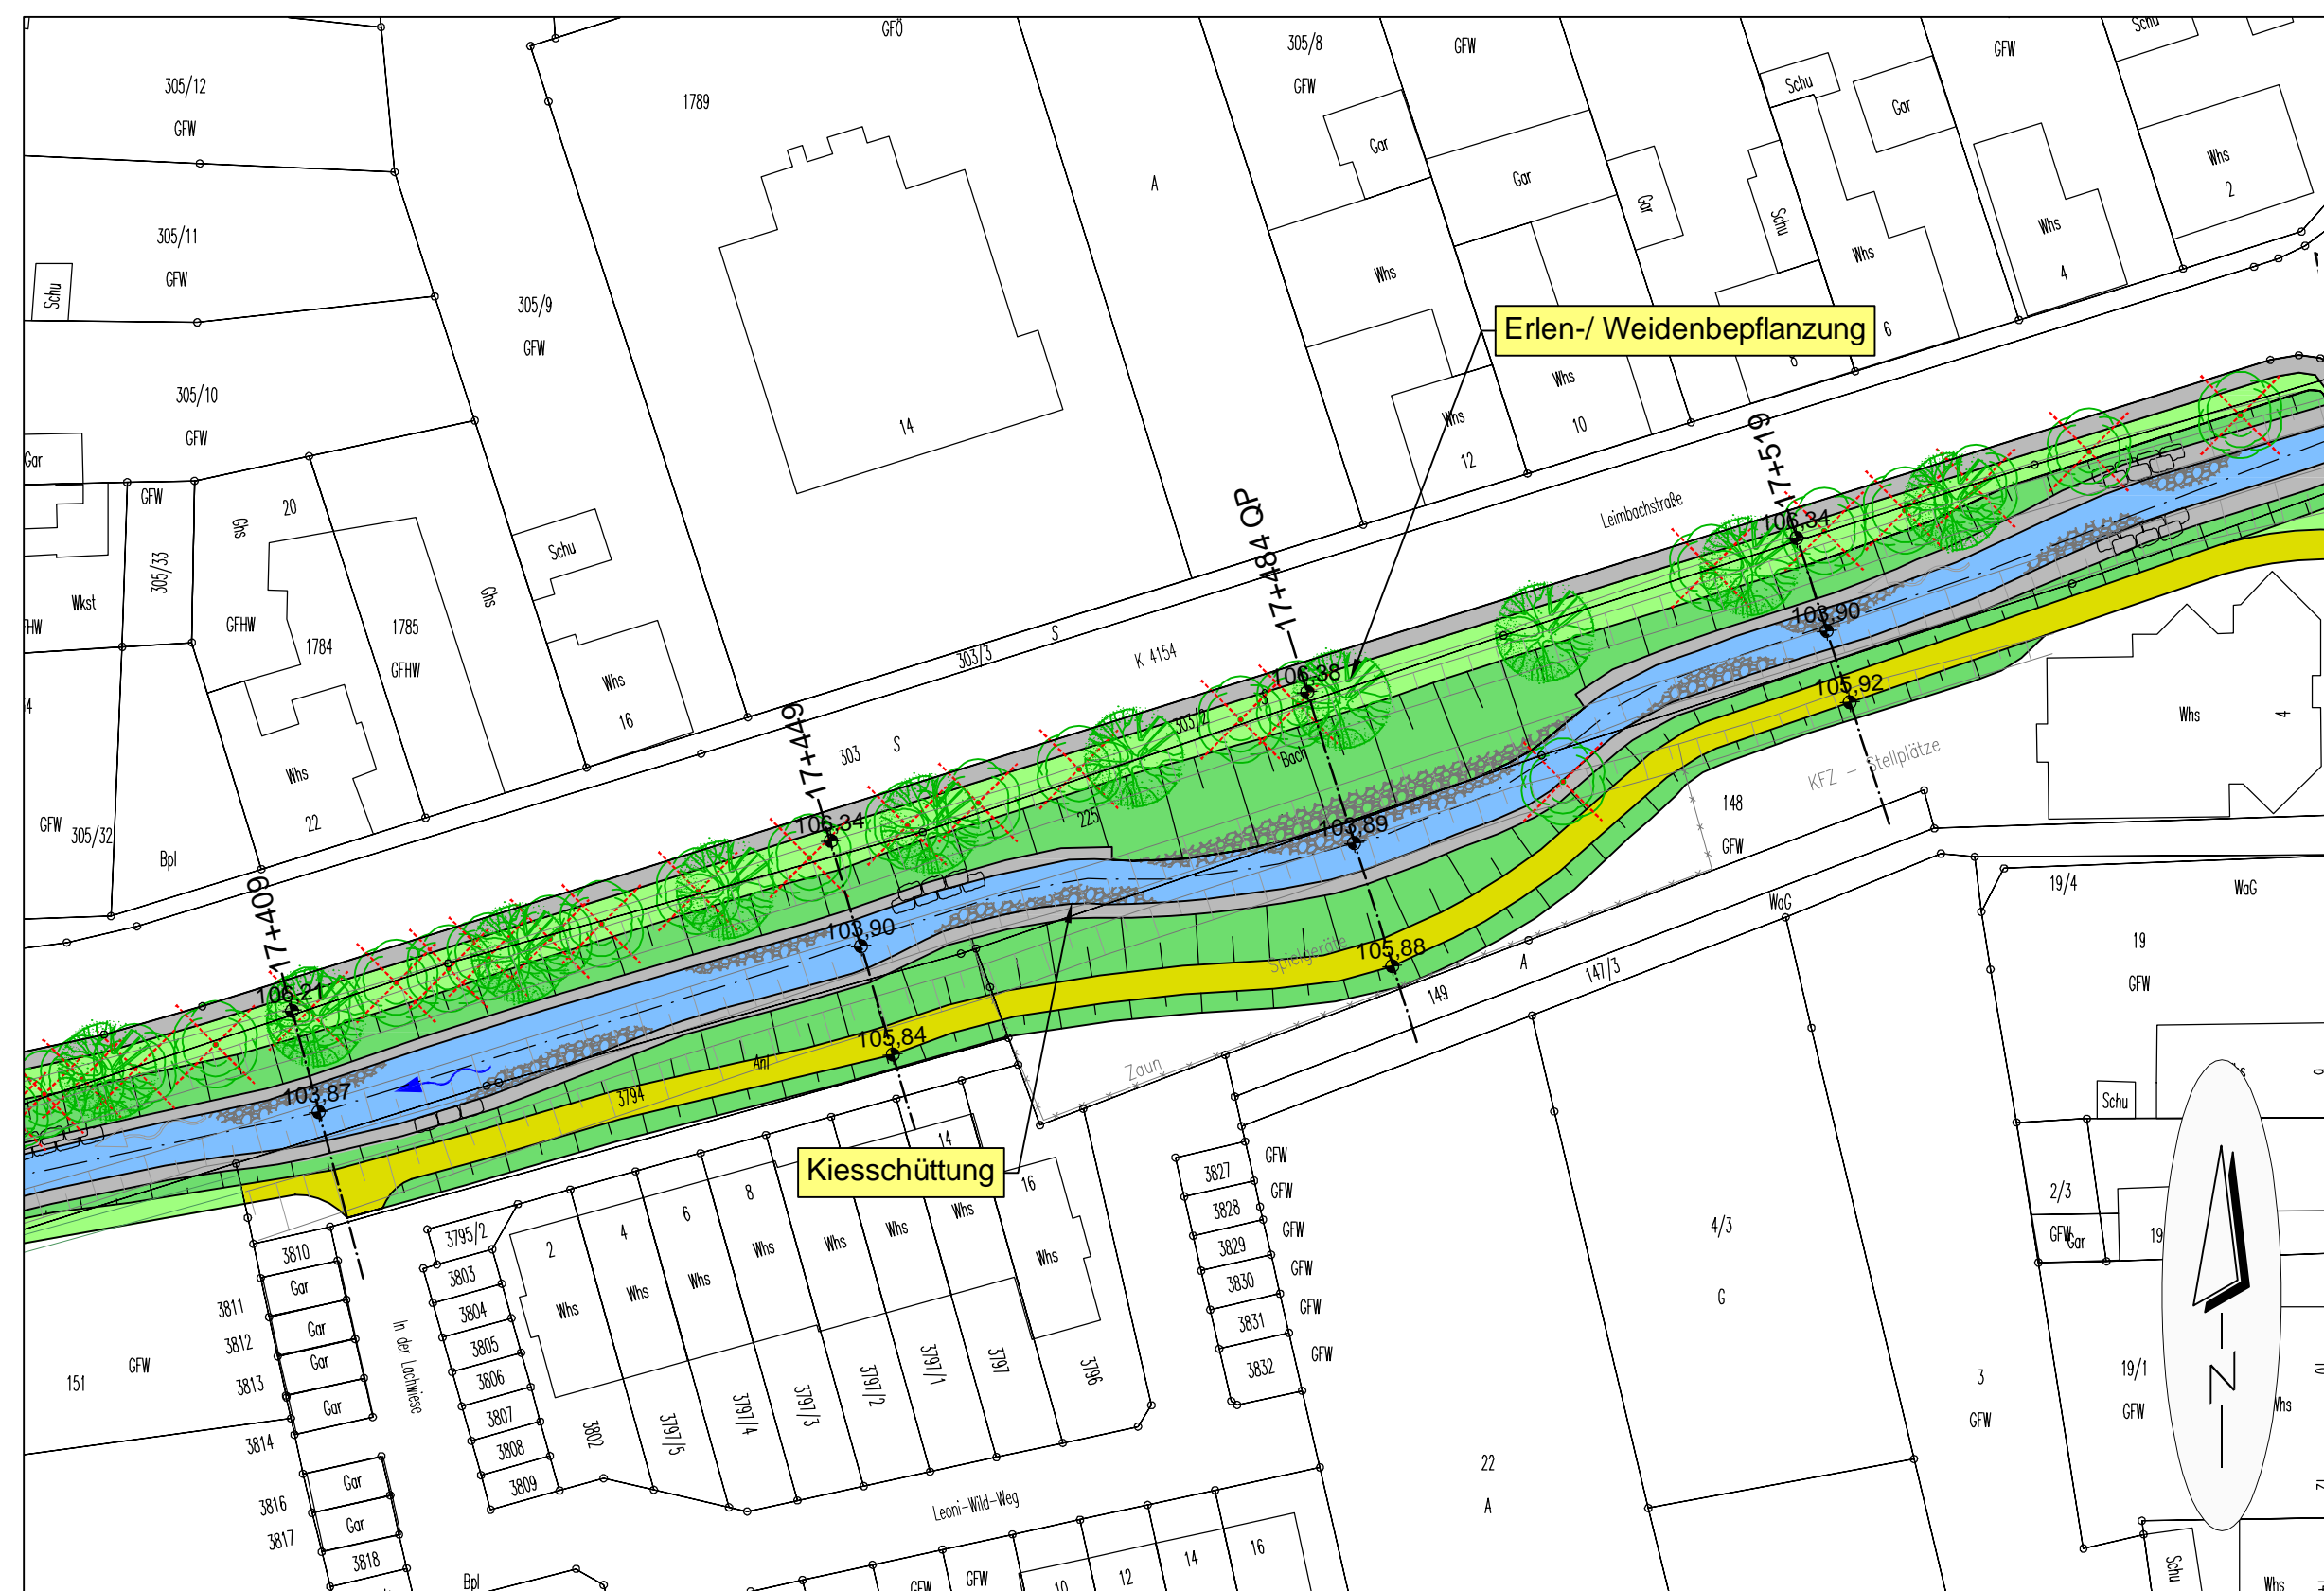 GFÖ
305/8
GFW
GFW
GFW
Schu
305/12
GFW
1789
A
Gar
Gar
Gar
Schu
Gar
Schu
Whs
2
305/11
GFW
Schu
305/9
GFW
Whs
Whs
Whs
4
Erlen-/ Weidenbepflanzung
6
8
305/10
GFW
14
Whs
12
Whs
10
Gar
GFW
305/33
Wkst
Ghs
20
GFHW
1784
1785
GFHW
Ghs
Schu
Whs
16
Leimbachstraße
303/3
S
K 4154
303
S
303/2
S
Bach
225
17+409
17+449
17+484 QP
17+519
106,21
106,34
106,38
106,34
103,87
103,90
103,89
103,90
105,84
105,88
105,92
Whs
22
GFW
305/32
Bpl
Whs
4
KFZ - Stellplätze
148
GFW
WaG
A
147/3
149
Spielgeräte
Zaun
Anl
3794
Kiesschüttung
19/4
WaG
19
GFW
Schu
2/3
GFW
Gar
19
19/1
GFW
Whs
3
GFW
4/3
G
22
A
3827
GFW
3828
GFW
3829
GFW
3830
GFW
3831
GFW
3832
GFW
14
16
Whs
2
Whs
4
Whs
6
Whs
8
Whs
Whs
Whs
Whs
3795/2
3803
3804
3805
3806
3807
3808
3809
3802
3797/5
3797/4
3797/3
3797/2
3797/1
3797
3796
In der Lachwiese
Leoni-Wild-Weg
3810
Gar
3811
Gar
3812
Gar
3813
Gar
3814
Gar
3816
Gar
3817
3818
151
GFW
Bpl
GFW
GFW
10
12
14
16
N
Schu
Whs